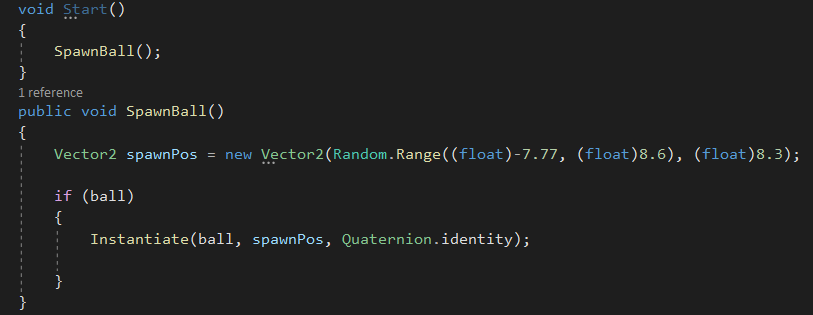 void Start()
{
SpawnBall();
}
1 reference
public void SpawnBall()
{
Vector2 spawnPos = new Vector2(Random.Range((float)-7.77, (float)8.6), (float)8.3);
if (ball)
{
Instantiate(ball, spawnPos, Quaternion.identity);
}
}